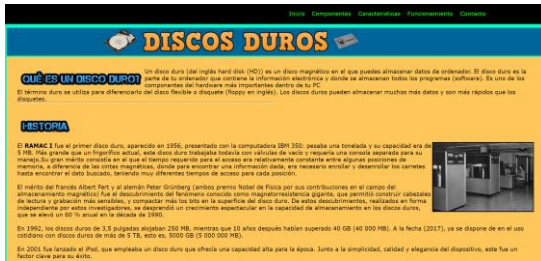 Inicio Componentes Características Funcionamiento Contacto
DISCOS DUROS
QUÉ ES UN DISCO DURO?
Un disco duro (del inglés hard disk (HD)) es un disco magnético en el que puedes almacenar datos de ordenador. El disco duro es la
parte de tu ordenador que contiene la información electrónica y donde se almacenan todos los programas (software). Es uno de los
componentes del hardware más importantes dentro de tu PC
El término duro se utiliza para diferenciarlo del disco flexible o disquete (floppy en inglés). Los discos duros pueden almacenar muchos más datos y son más rápidos que los
disquetes.
HISTORIA
El RAMAC I fue el primer disco duro, aparecido en 1956, presentado con la computadora IBM 350: pesaba una tonelada y su capacidad era de
5 MB. Más grande que un frigorífico actual, este disco duro trabajaba todavía con válvulas de vacío y requería una consola separada para su
manejo.Su gran mérito consistía en el que el tiempo requerido para el acceso era relativamente constante entre algunas posiciones de
memoria, a diferencia de las cintas magnéticas, donde para encontrar una información dada, era necesario enrollar y desenrollar los carretes
hasta encontrar el dato buscado, teniendo muy diferentes tiempos de acceso para cada posición.
El mérito del francés Albert Fert y al alemán Peter Grünberg (ambos premio Nobel de Física por sus contribuciones en el campo del
almacenamiento magnético) fue el descubrimiento del fenómeno conocido como magnetorresistencia gigante, que permitió construir cabezales
de lectura y grabación más sensibles, y compactar más los bits en la superficie del disco duro. De estos descubrimientos, realizados en forma
independiente por estos investigadores, se desprendió un crecimiento espectacular en la capacidad de almacenamiento en los discos duros,
que se elevó un 60 % anual en la década de 1990.
En 1992, los discos duros de 3,5 pulgadas alojaban 250 MB, mientras que 10 años después habían superado 40 GB (40 000 MB). A la fecha (2017), ya se dispone de en el uso
cotidiano con discos duros de más de 5 TB, esto es, 5000 GB (5 000 000 MB).
En 2001 fue lanzado el iPod, que empleaba un disco duro que ofrecía una capacidad alta para la época. Junto a la simplicidad, calidad y elegancia del dispositivo, este fue un
factor clave para su éxito.